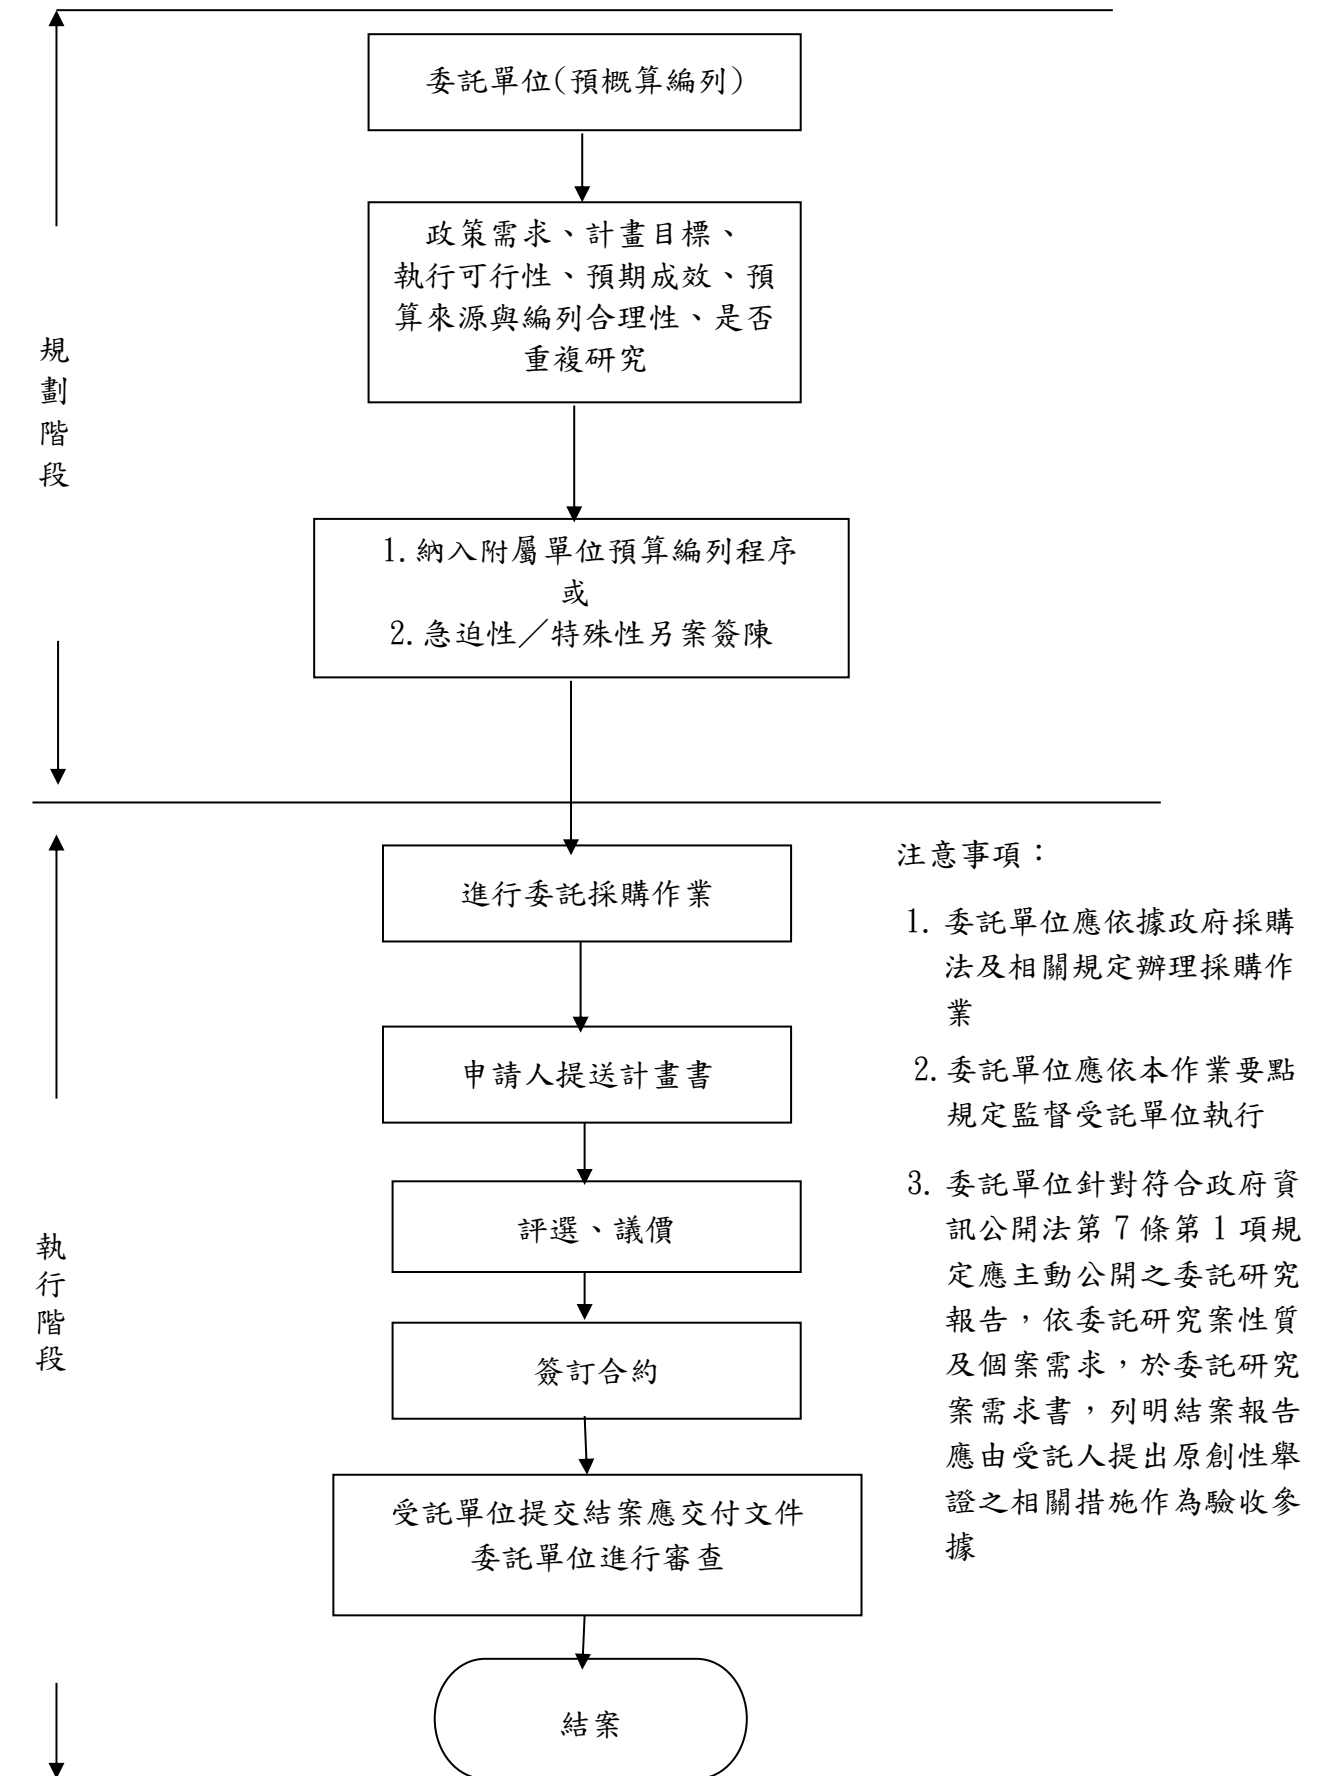 委託單位(預概算編列)
政策需求、計畫目標、
執行可行性、預期成效、預
算來源與編列合理性、是否
重複研究
規
劃
階
段
1.納入附屬單位預算編列程序
或
2.急迫性／特殊性另案簽陳
進行委託採購作業
申請人提送計畫書
評選、議價
簽訂合約
受託單位提交結案應交付文件
委託單位進行審查
結案
執
行
階
段
注意事項：
1. 委託單位應依據政府採購
法及相關規定辦理採購作
業
2.委託單位應依本作業要點
規定監督受託單位執行
3. 委託單位針對符合政府資
訊公開法第 7 條第 1 項規
定應主動公開之委託研究
報告，依委託研究案性質
及個案需求，於委託研究
案需求書，列明結案報告
應由受託人提出原創性舉
證之相關措施作為驗收參
據